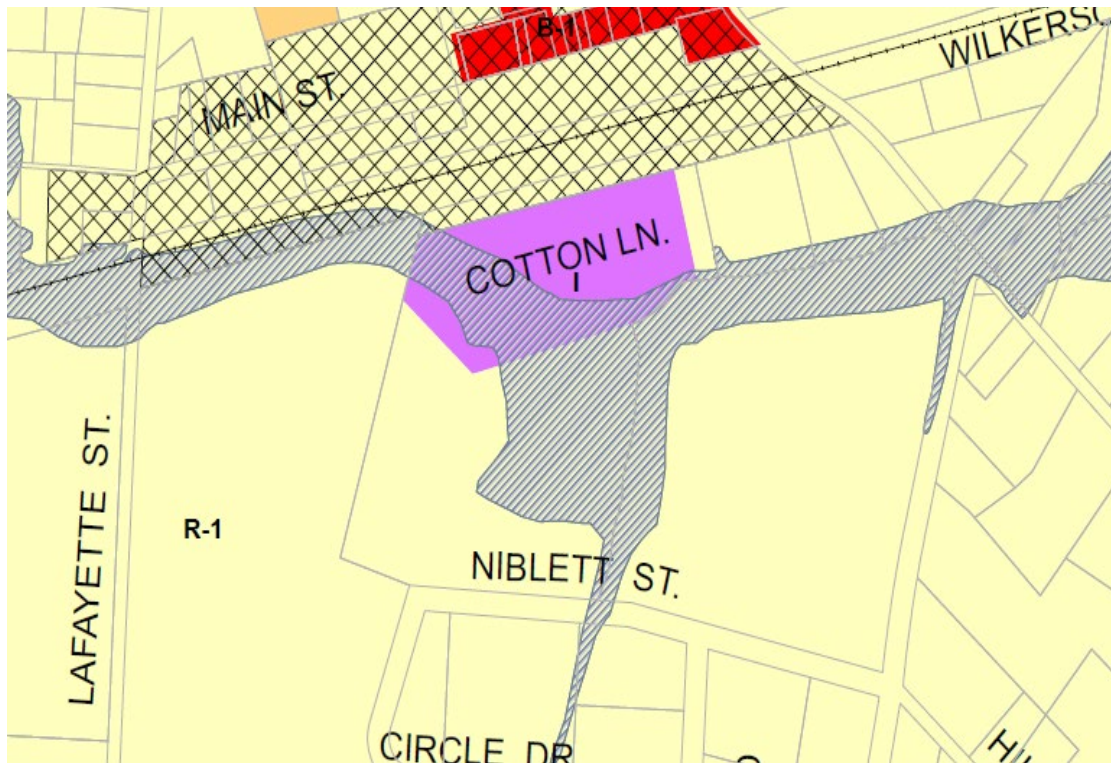 B-1
WILKERSO
MAIN ST.
COTTON LN.
I
LAFAYETTE ST.
R-1
NIBLETT ST.
CIRCLE DR